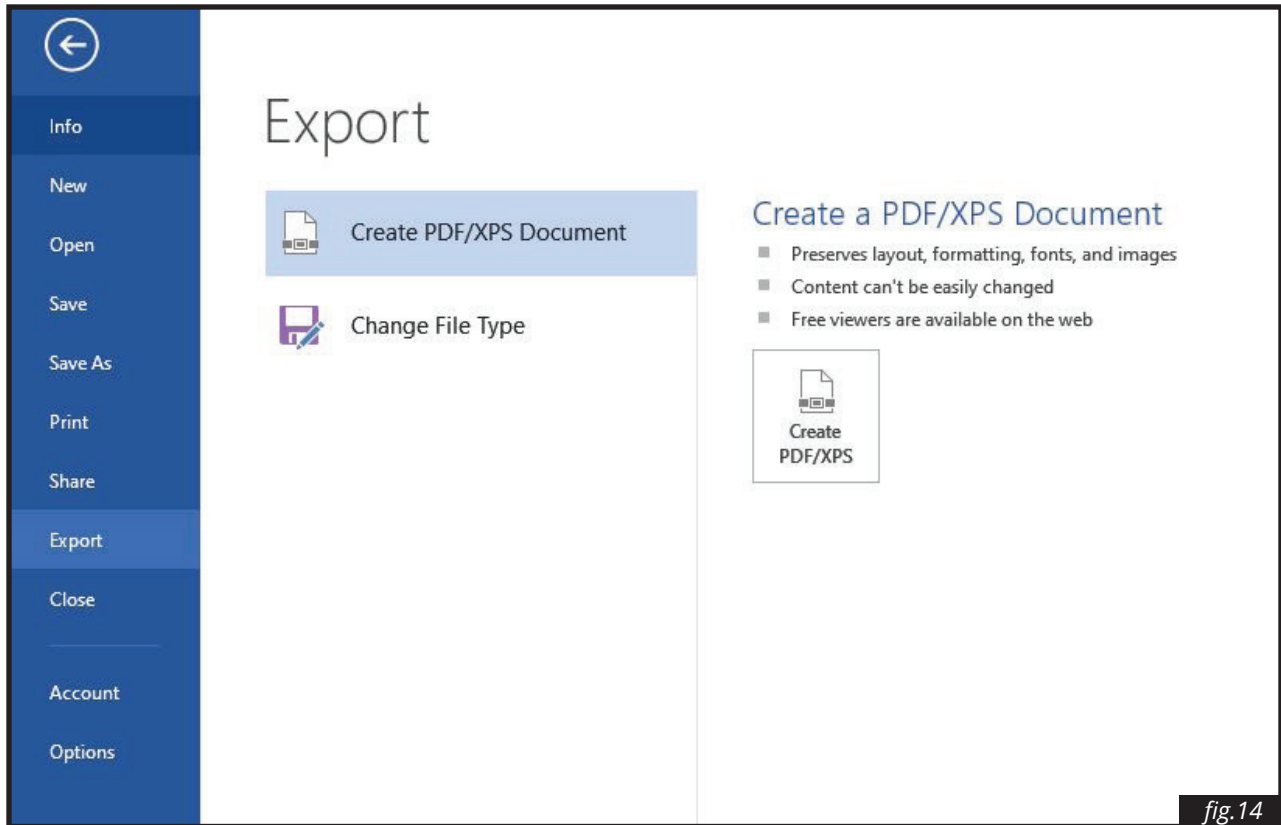 Info
New
Open
Save
Save As
Print
Share
Export
Close
Account
Options
Export
Create PDF/XPS Document
Change File Type
Create a PDF/XPS Document
Preserves layout, formatting, fonts, and images
Content can't be easily changed
Free viewers are available on the web
Create
PDF/XPS
fig.14